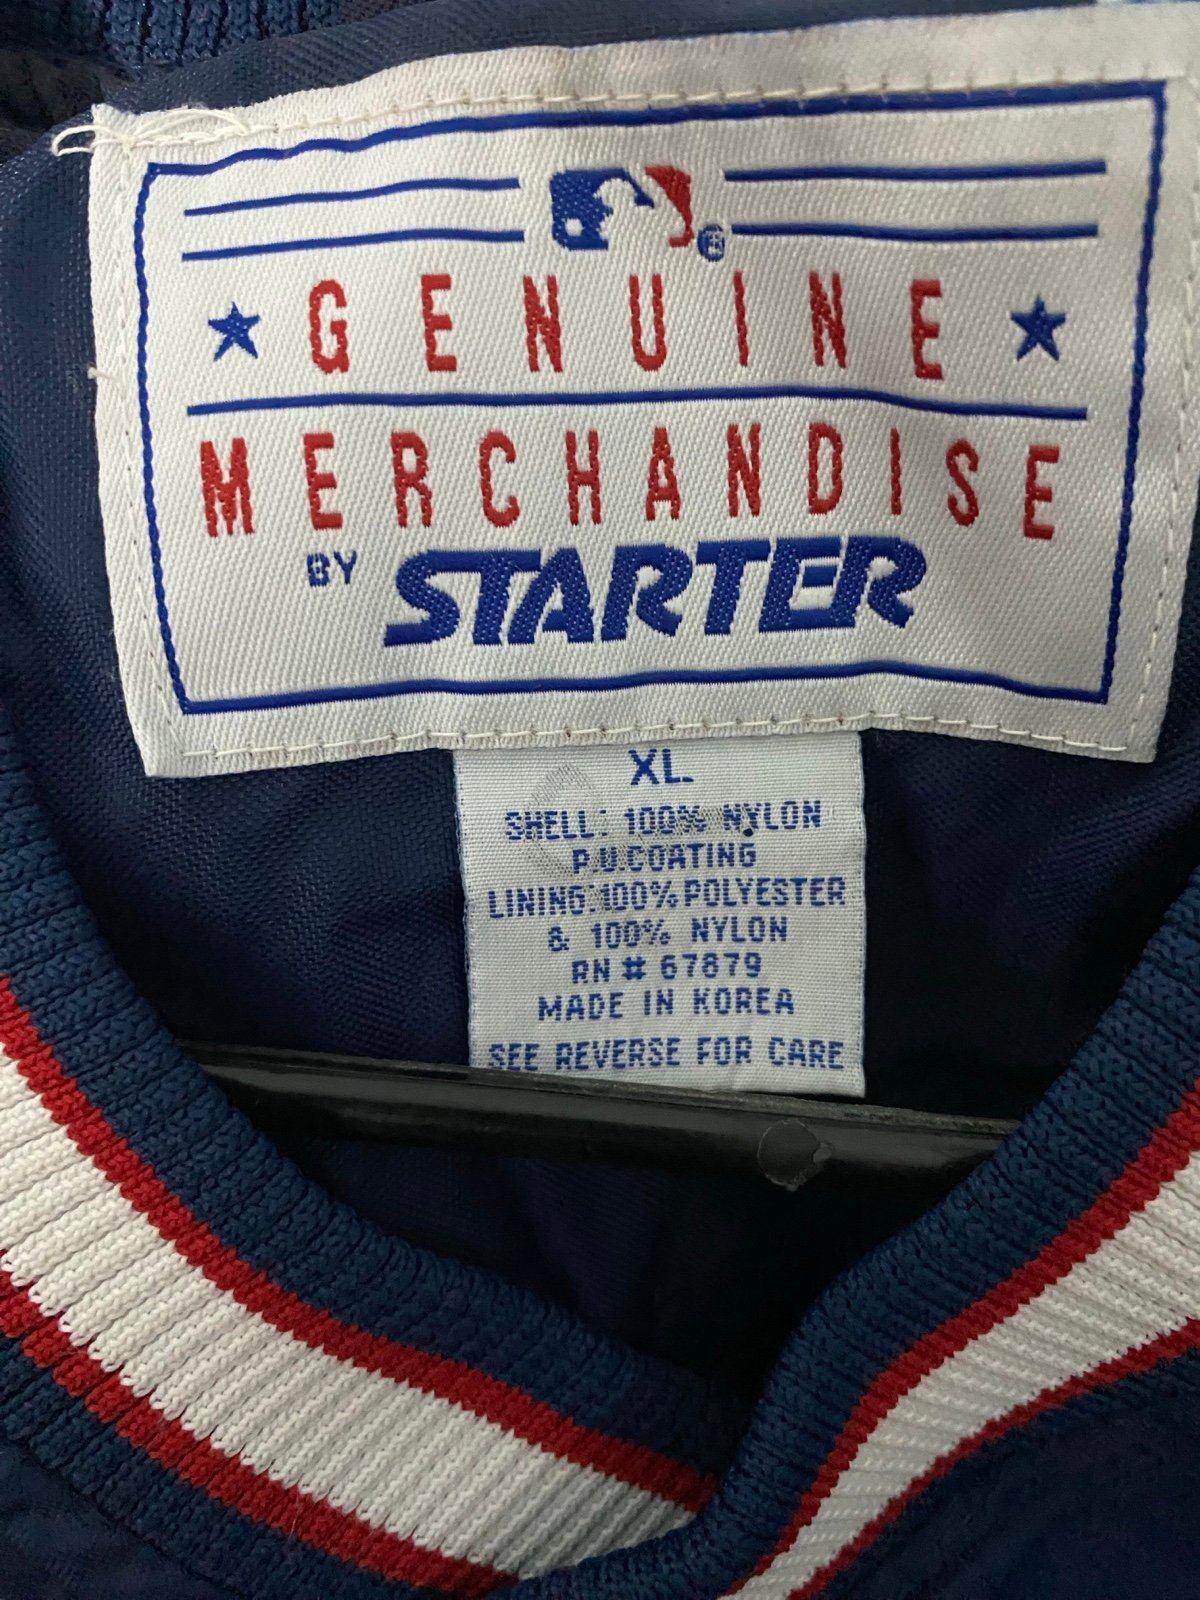 ®
GENUINE
MERCHANDISE
BY STARTER
XL
SHELL: 100% NYLON
P.U.COATING
LINING:100% POLYESTER
& 100% NYLON
RN # 67879
MADE IN KOREA
SEE REVERSE FOR CARE